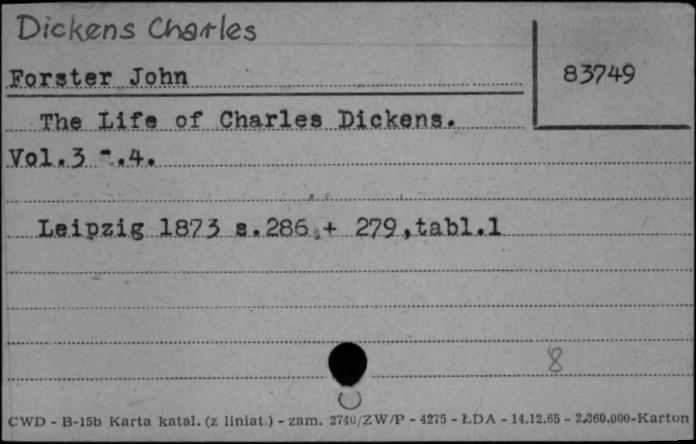 Dickens Charles
Forster John
83749
The Life of Charles Dickens.
Vol.3 -.4.
Leipzig 1873 s.286 + 279,tabl.1
8
CWD - B-15b Karta katal. (z liniat.) - zam. 2740/ZW/P - 4275 - ŁDA - 14.12.65 - 2.360.000-Karton